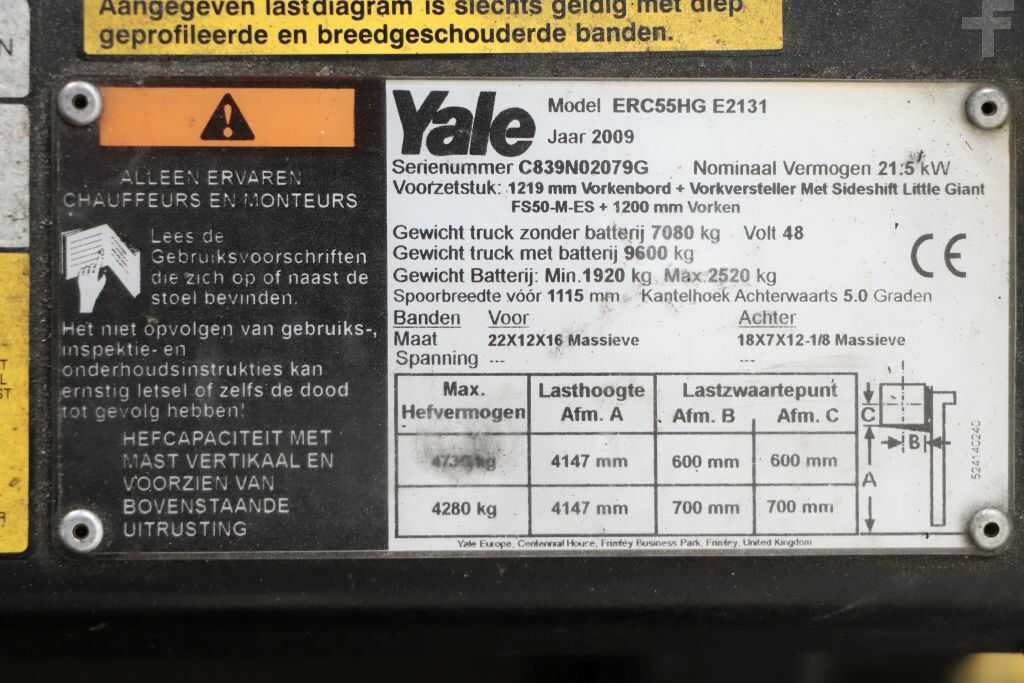 Aangegeven lastdiagram is slechts geldig met diep
geprofileerde en breedgeschouderde banden.
ALLEEN ERVAREN
CHAUFFEURS EN MONTEURS
Lees de
Gebruiksvoorschriften
die zich op of naast de
stoel bevinden.
Het niet opvolgen van gebruiks-,
inspektie- en
onderhoudsinstrukties kan
ernstig letsel of zelfs de dood
tot gevolg hebben!
HEFCAPACITEIT MET
MAST VERTIKAAL EN
VOORZIEN VAN
BOVENSTAANDE
UITRUSTING
Yale
Model ERC55HG E2131
Jaar 2009
Serienummer C839N02079G Nominaal Vermogen 21.5 kW
Voorzetstuk: 1219 mm Vorkenbord + Vorkversteller Met Sideshift Little Giant
FS50-M-ES + 1200 mm Vorken
Gewicht truck zonder batterij 7080 kg Volt 48
Gewicht truck met batterij 9600 kg
Gewicht Batterij: Min.1920 kg Max.2520 kg
CE
Spoorbreedte vóór 1115 mm Kantelhoek Achterwaarts 5.0 Graden
Banden Voor Achter
Maat 22X12X16 Massieve 18X7X12-1/8 Massieve
Spanning --- ---
Max. Lasthoogte Lastzwaartepunt
Hefvermogen Afm. A Afm. B Afm. C
kg 4147 mm 600 mm 600 mm
4280 kg 4147 mm 700 mm 700 mm
C
B
A
524140240
Yale Europe, Centennial House, Frimley Business Park, Frimley, United Kingdom